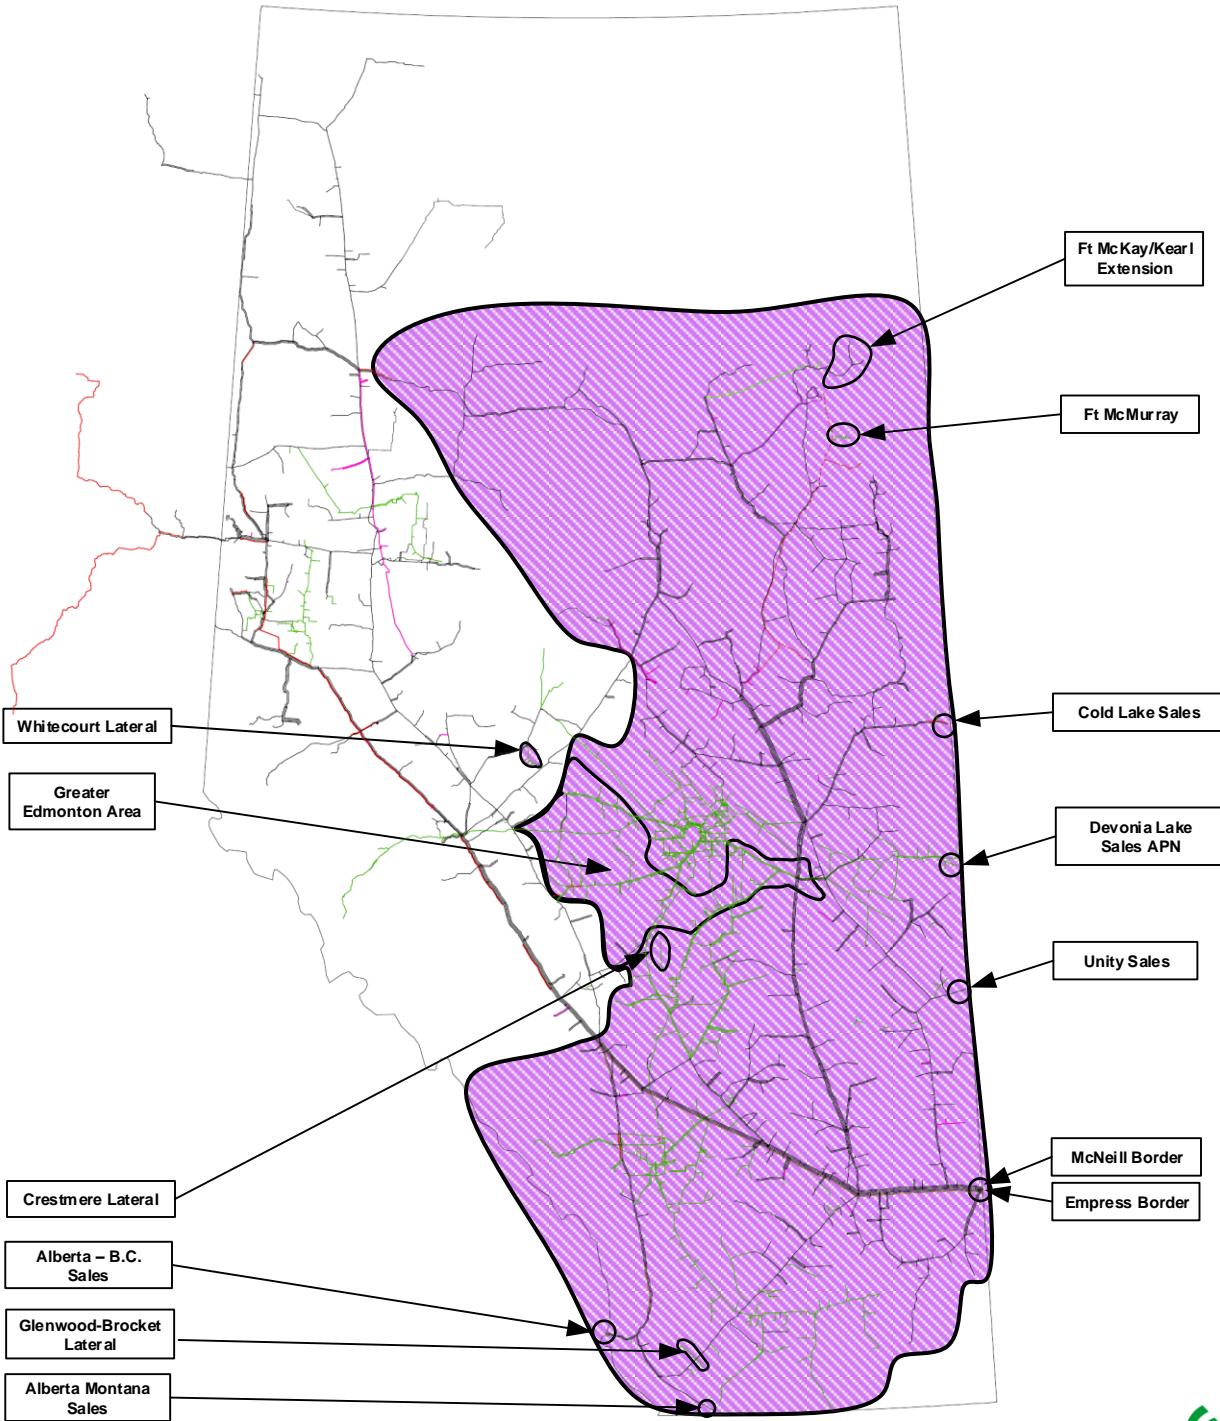 Ft McKay/Kearl
Extension
Ft McMurray
Whitecourt Lateral
Cold Lake Sales
Greater
Edmonton Area
Devonia Lake
Sales APN
Unity Sales
McNeill Border
Crestmere Lateral
Empress Border
Alberta – B.C.
Sales
Glenwood-Brocket
Lateral
Alberta Montana
Sales